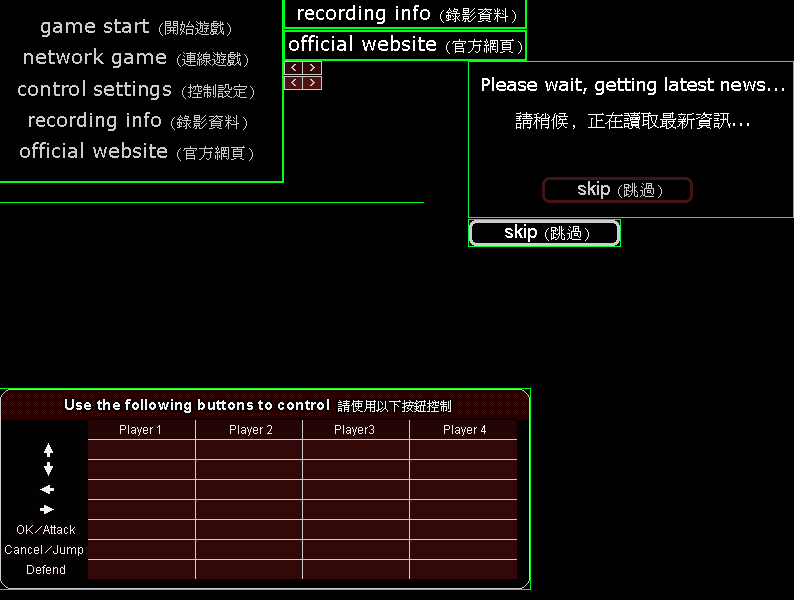 game start (開始遊戲)
network game (連線遊戲)
control settings (控制設定)
recording info (錄影資料)
official website (官方網頁)
recording info (錄影資料)
official website (官方網頁)
< >
< >
Please wait, getting latest news...
請稍候, 正在讀取最新資訊...
skip (跳過)
skip (跳過)
Use the following buttons to control 請使用以下按鈕控制
Player 1 Player 2 Player3 Player 4
OK/Attack
Cancel/Jump
Defend